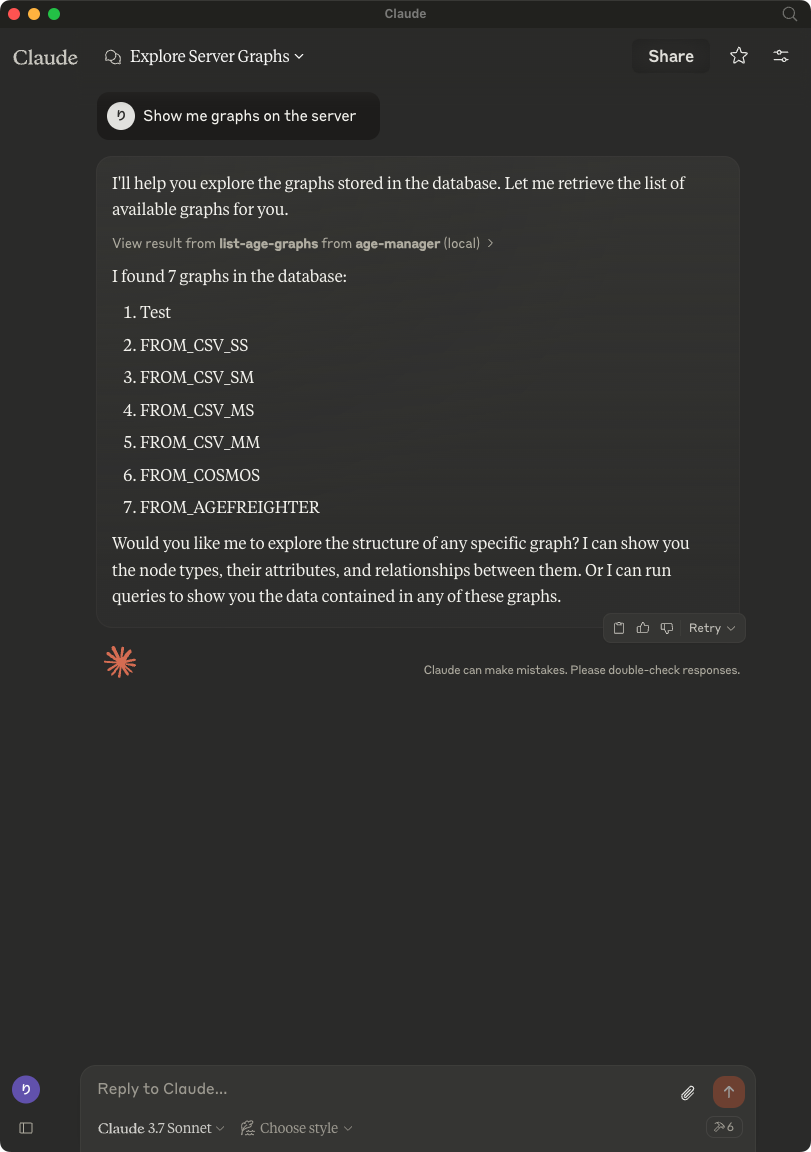 Claude
Claude
Explore Server Graphs
Share
り
Show me graphs on the server
I'll help you explore the graphs stored in the database. Let me retrieve the list of
available graphs for you.
View result from list-age-graphs from age-manager (local)
I found 7 graphs in the database:
1. Test
2. FROM_CSV_SS
3. FROM_CSV_SM
4. FROM_CSV_MS
5. FROM_CSV_MM
6. FROM_COSMOS
7. FROM_AGEFREIGHTER
Would you like me to explore the structure of any specific graph? I can show you
the node types, their attributes, and relationships between them. Or I can run
queries to show you the data contained in any of these graphs.
Retry
Claude can make mistakes. Please double-check responses.
り
Reply to Claude...
Claude 3.7 Sonnet
Choose style
6